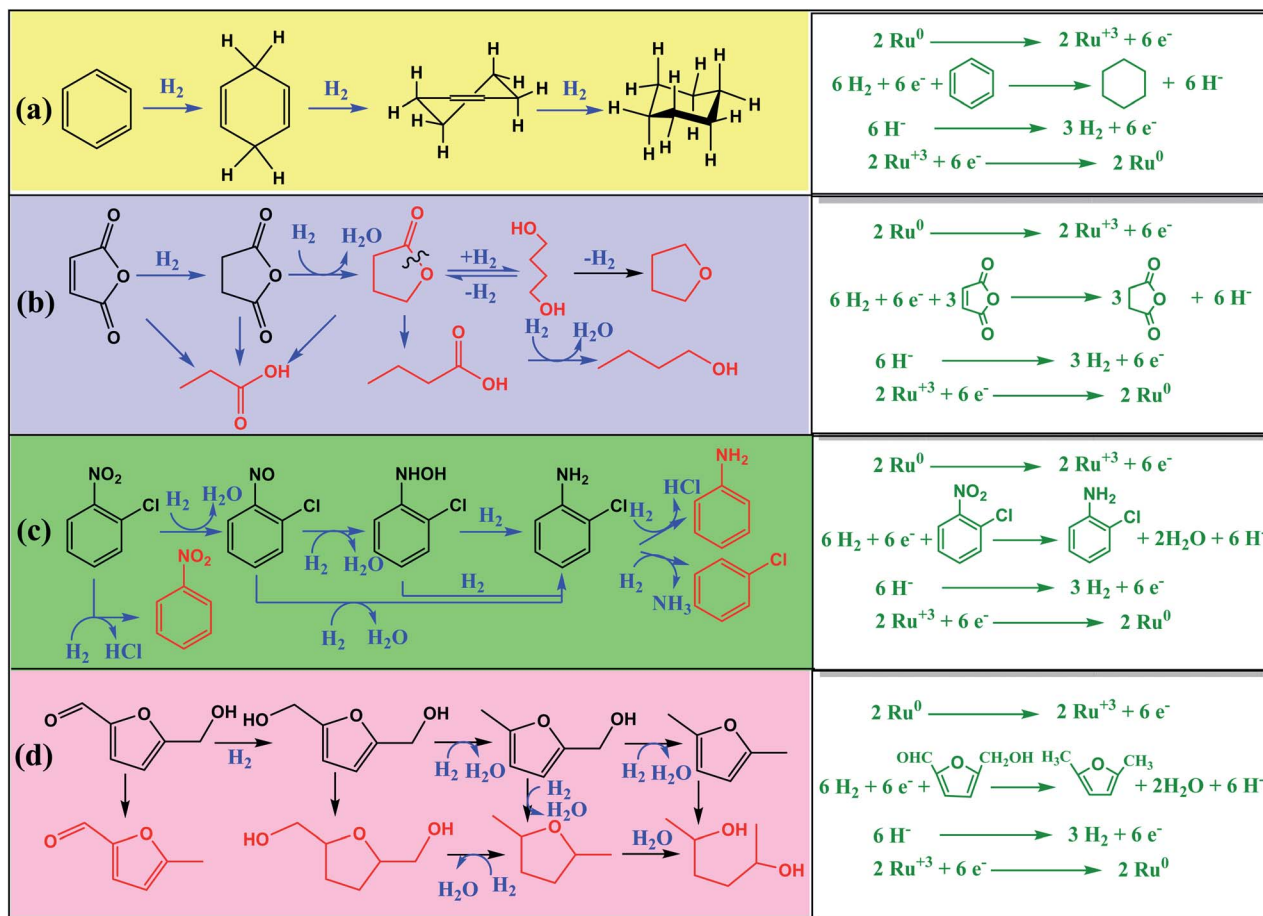 (a)
H H
H₂
H H
H₂
H H H H H H H H
H₂
H H H H H H H H H H H H
2 Ru⁰ 2 Ru⁺³ + 6 e⁻
6 H₂ + 6 e⁻ + + 6 H⁻
6 H⁻ 3 H₂ + 6 e⁻
2 Ru⁺³ + 6 e⁻ 2 Ru⁰
(b)
O O O
H₂
O O O
H₂ H₂O
O O
+H₂
-H₂
HO OH
-H₂
O
OH O
O OH
H₂ H₂O
OH
2 Ru⁰ 2 Ru⁺³ + 6 e⁻
6 H₂ + 6 e⁻ + 3 O O O 3 O O O + 6 H⁻
6 H⁻ 3 H₂ + 6 e⁻
2 Ru⁺³ + 6 e⁻ 2 Ru⁰
(c)
NO₂ Cl
H₂ H₂O
NO Cl
H₂ H₂O
NHOH Cl
H₂
NH₂ Cl
H₂ HCl
NH₂
H₂ NH₃
Cl
H₂ HCl
NO₂
H₂ H₂O
H₂
2 Ru⁰ 2 Ru⁺³ + 6 e⁻
6 H₂ + 6 e⁻ + NO₂ Cl NH₂ Cl + 2H₂O + 6 H⁻
6 H⁻ 3 H₂ + 6 e⁻
2 Ru⁺³ + 6 e⁻ 2 Ru⁰
(d)
O O OH
H₂
HO O OH
H₂ H₂O
O OH
H₂ H₂O
O
H₂
H₂O
O O
HO O OH
H₂O H₂
O
H₂O
OH OH
2 Ru⁰ 2 Ru⁺³ + 6 e⁻
6 H₂ + 6 e⁻ + OHC O CH₂OH H₃C O CH₃ + 2H₂O + 6 H⁻
6 H⁻ 3 H₂ + 6 e⁻
2 Ru⁺³ + 6 e⁻ 2 Ru⁰